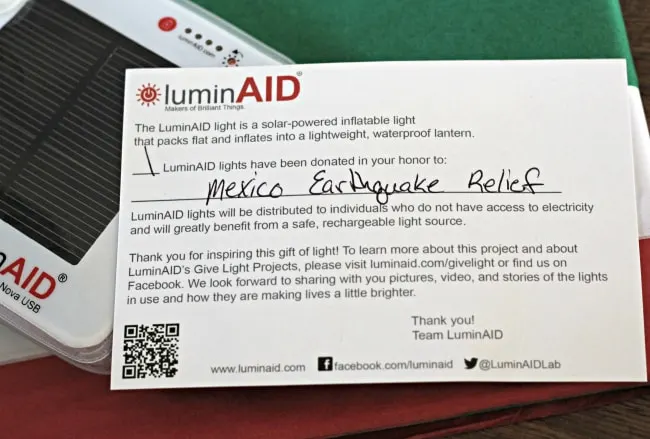 luminAID.com
luminAID®
Makers of Brilliant Things.
The LuminAID light is a solar-powered inflatable light
that packs flat and inflates into a lightweight, waterproof lantern.
1 LuminAID lights have been donated in your honor to:
Mexico Earthquake Relief
LuminAID lights will be distributed to individuals who do not have access to electricity
and will greatly benefit from a safe, rechargeable light source.
Thank you for inspiring this gift of light! To learn more about this project and about
LuminAID's Give Light Projects, please visit luminaid.com/givelight or find us on
Facebook. We look forward to sharing with you pictures, video, and stories of the lights
in use and how they are making lives a little brighter.
Thank you!
Team LuminAID
www.luminaid.com facebook.com/luminaid @LuminAIDLab
nAID®
Nova USB